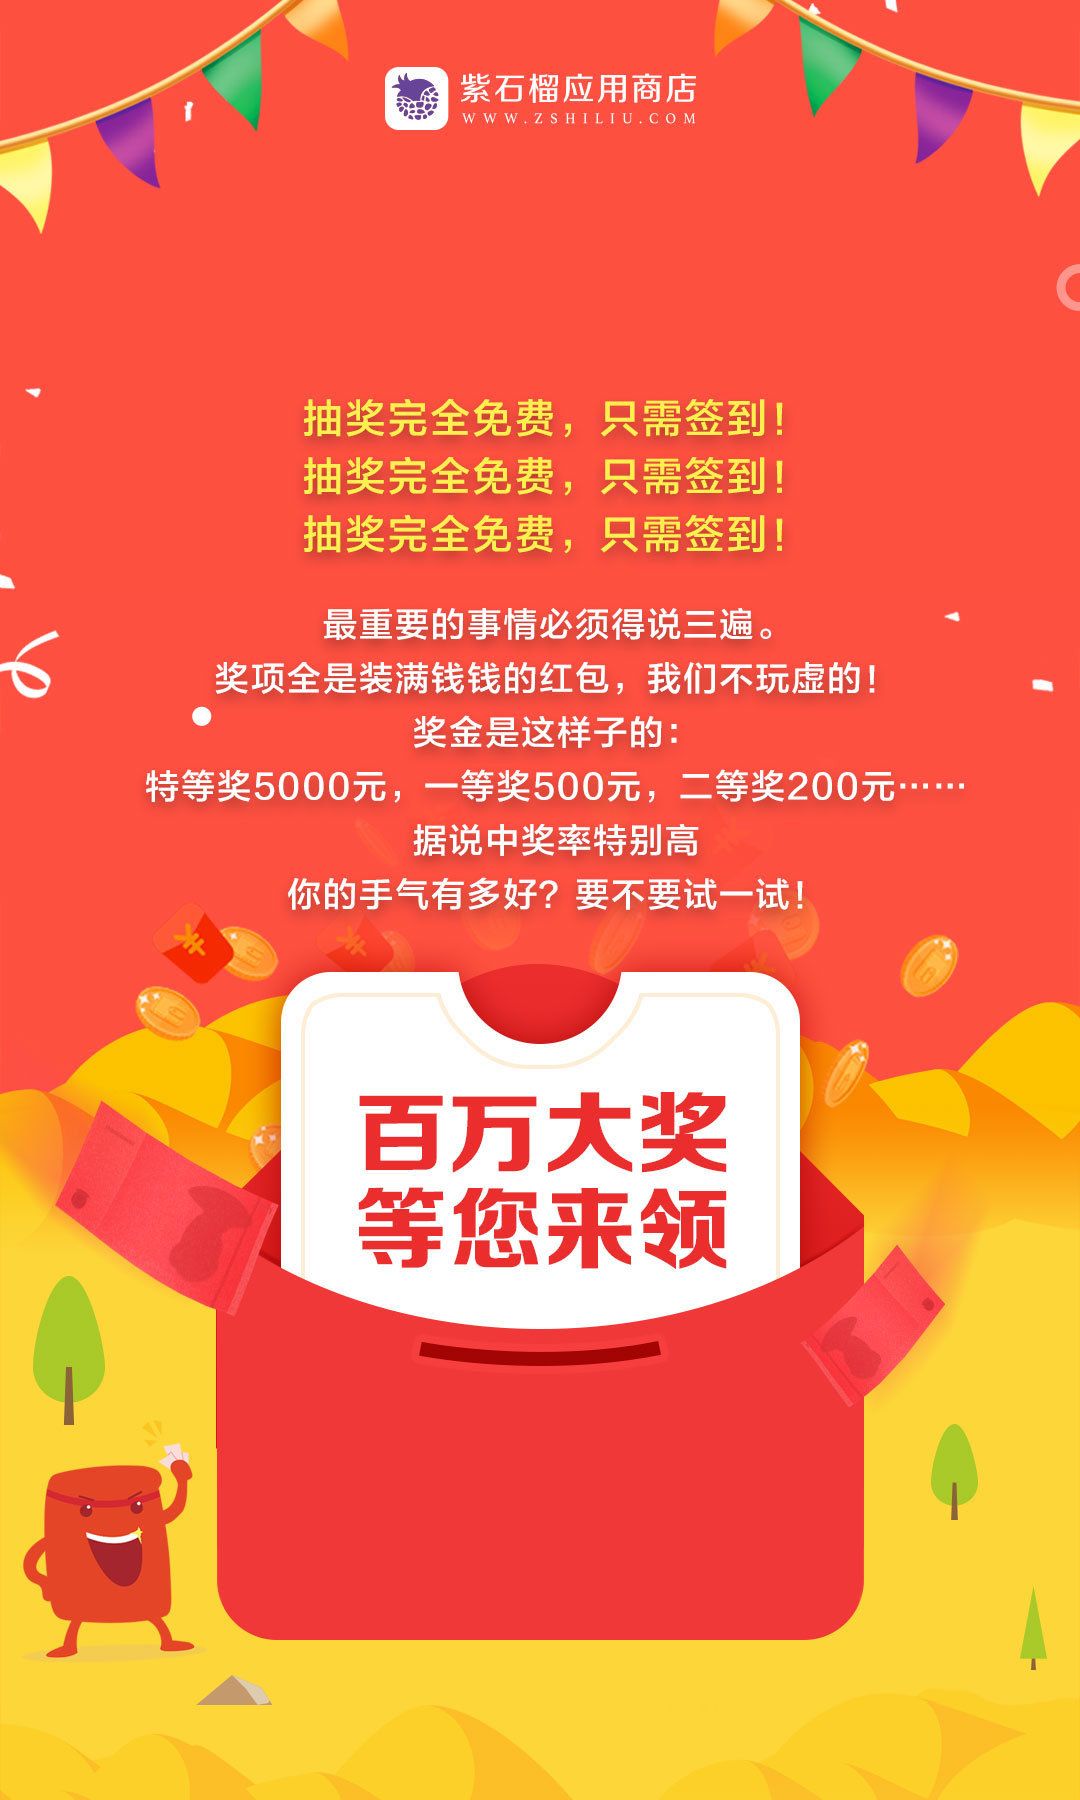 紫石榴应用商店
WWW.ZSHILIU.COM
抽奖完全免费，只需签到！
抽奖完全免费，只需签到！
抽奖完全免费，只需签到！
最重要的事情必须得说三遍。
奖项全是装满钱钱的红包，我们不玩虚的！
奖金是这样子的：
特等奖5000元，一等奖500元，二等奖200元……
据说中奖率特别高
你的手气有多好？要不要试一试！
百万大奖
等您来领